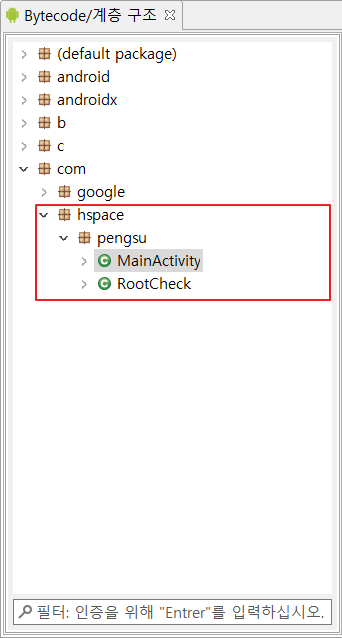 Bytecode/계층 구조
(default package)
android
androidx
b
c
com
google
hspace
pengsu
MainActivity
RootCheck
필터: 인증을 위해 "Entrer"를 입력하십시오.